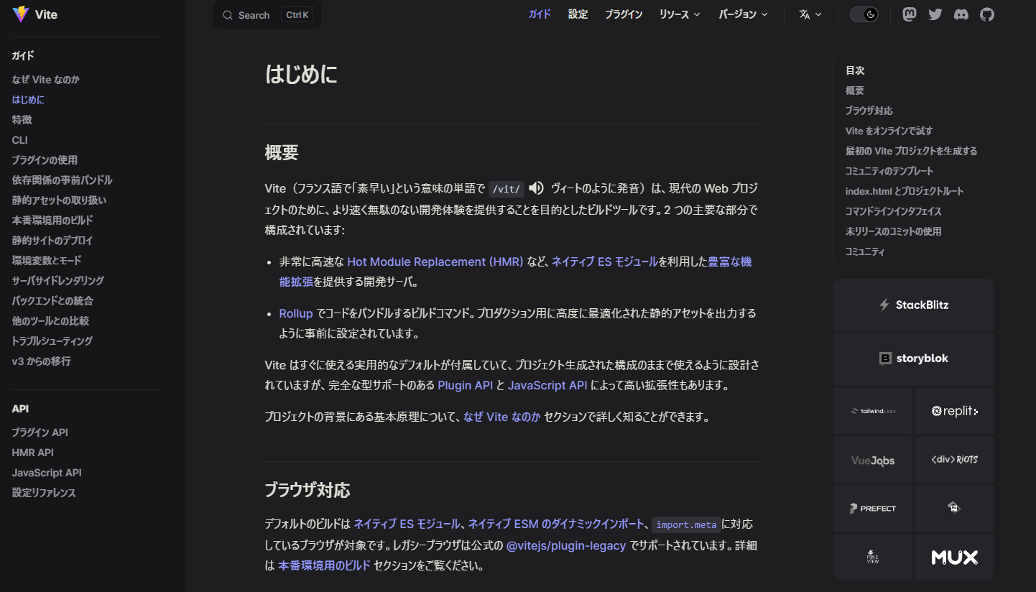 Vite
Search Ctrl K
ガイド 設定 プラグイン リソース バージョン
ガイド
なぜ Vite なのか
はじめに
特徴
CLI
プラグインの使用
依存関係の事前バンドル
静的アセットの取り扱い
本番環境用のビルド
静的サイトのデプロイ
環境変数とモード
サーバサイドレンダリング
バックエンドとの統合
他のツールとの比較
トラブルシューティング
v3 からの移行
API
プラグイン API
HMR API
JavaScript API
設定リファレンス
はじめに
概要
Vite（フランス語で「素早い」という意味の単語で /vit/ ヴィートのように発音）は、現代の Web プロジ
ェクトのために、より速く無駄のない開発体験を提供することを目的としたビルドツールです。2 つの主要な部分で
構成されています:
非常に高速な Hot Module Replacement (HMR) など、ネイティブ ES モジュールを利用した豊富な機
能拡張を提供する開発サーバ。
Rollup でコードをバンドルするビルドコマンド。プロダクション用に高度に最適化された静的アセットを出力する
ように事前に設定されています。
Vite はすぐに使える実用的なデフォルトが付属していて、プロジェクト生成された構成のままで使えるように設計さ
れていますが、完全な型サポートのある Plugin API と JavaScript API によって高い拡張性もあります。
プロジェクトの背景にある基本原理について、なぜ Vite なのか セクションで詳しく知ることができます。
ブラウザ対応
デフォルトのビルドは ネイティブ ES モジュール、ネイティブ ESM のダイナミックインポート、import.meta に対応
しているブラウザが対象です。レガシーブラウザは公式の @vitejs/plugin-legacy でサポートされています。詳細
は 本番環境用のビルド セクションをご覧ください。
目次
概要
ブラウザ対応
Vite をオンラインで試す
最初の Vite プロジェクトを生成する
コミュニティのテンプレート
index.html とプロジェクトルート
コマンドラインインタフェイス
未リリースのコミットの使用
コミュニティ
StackBlitz
storyblok
tailwind LABS
replit
VueJobs
<div>RIOTS
PREFECT
PINE VIEW
MUX